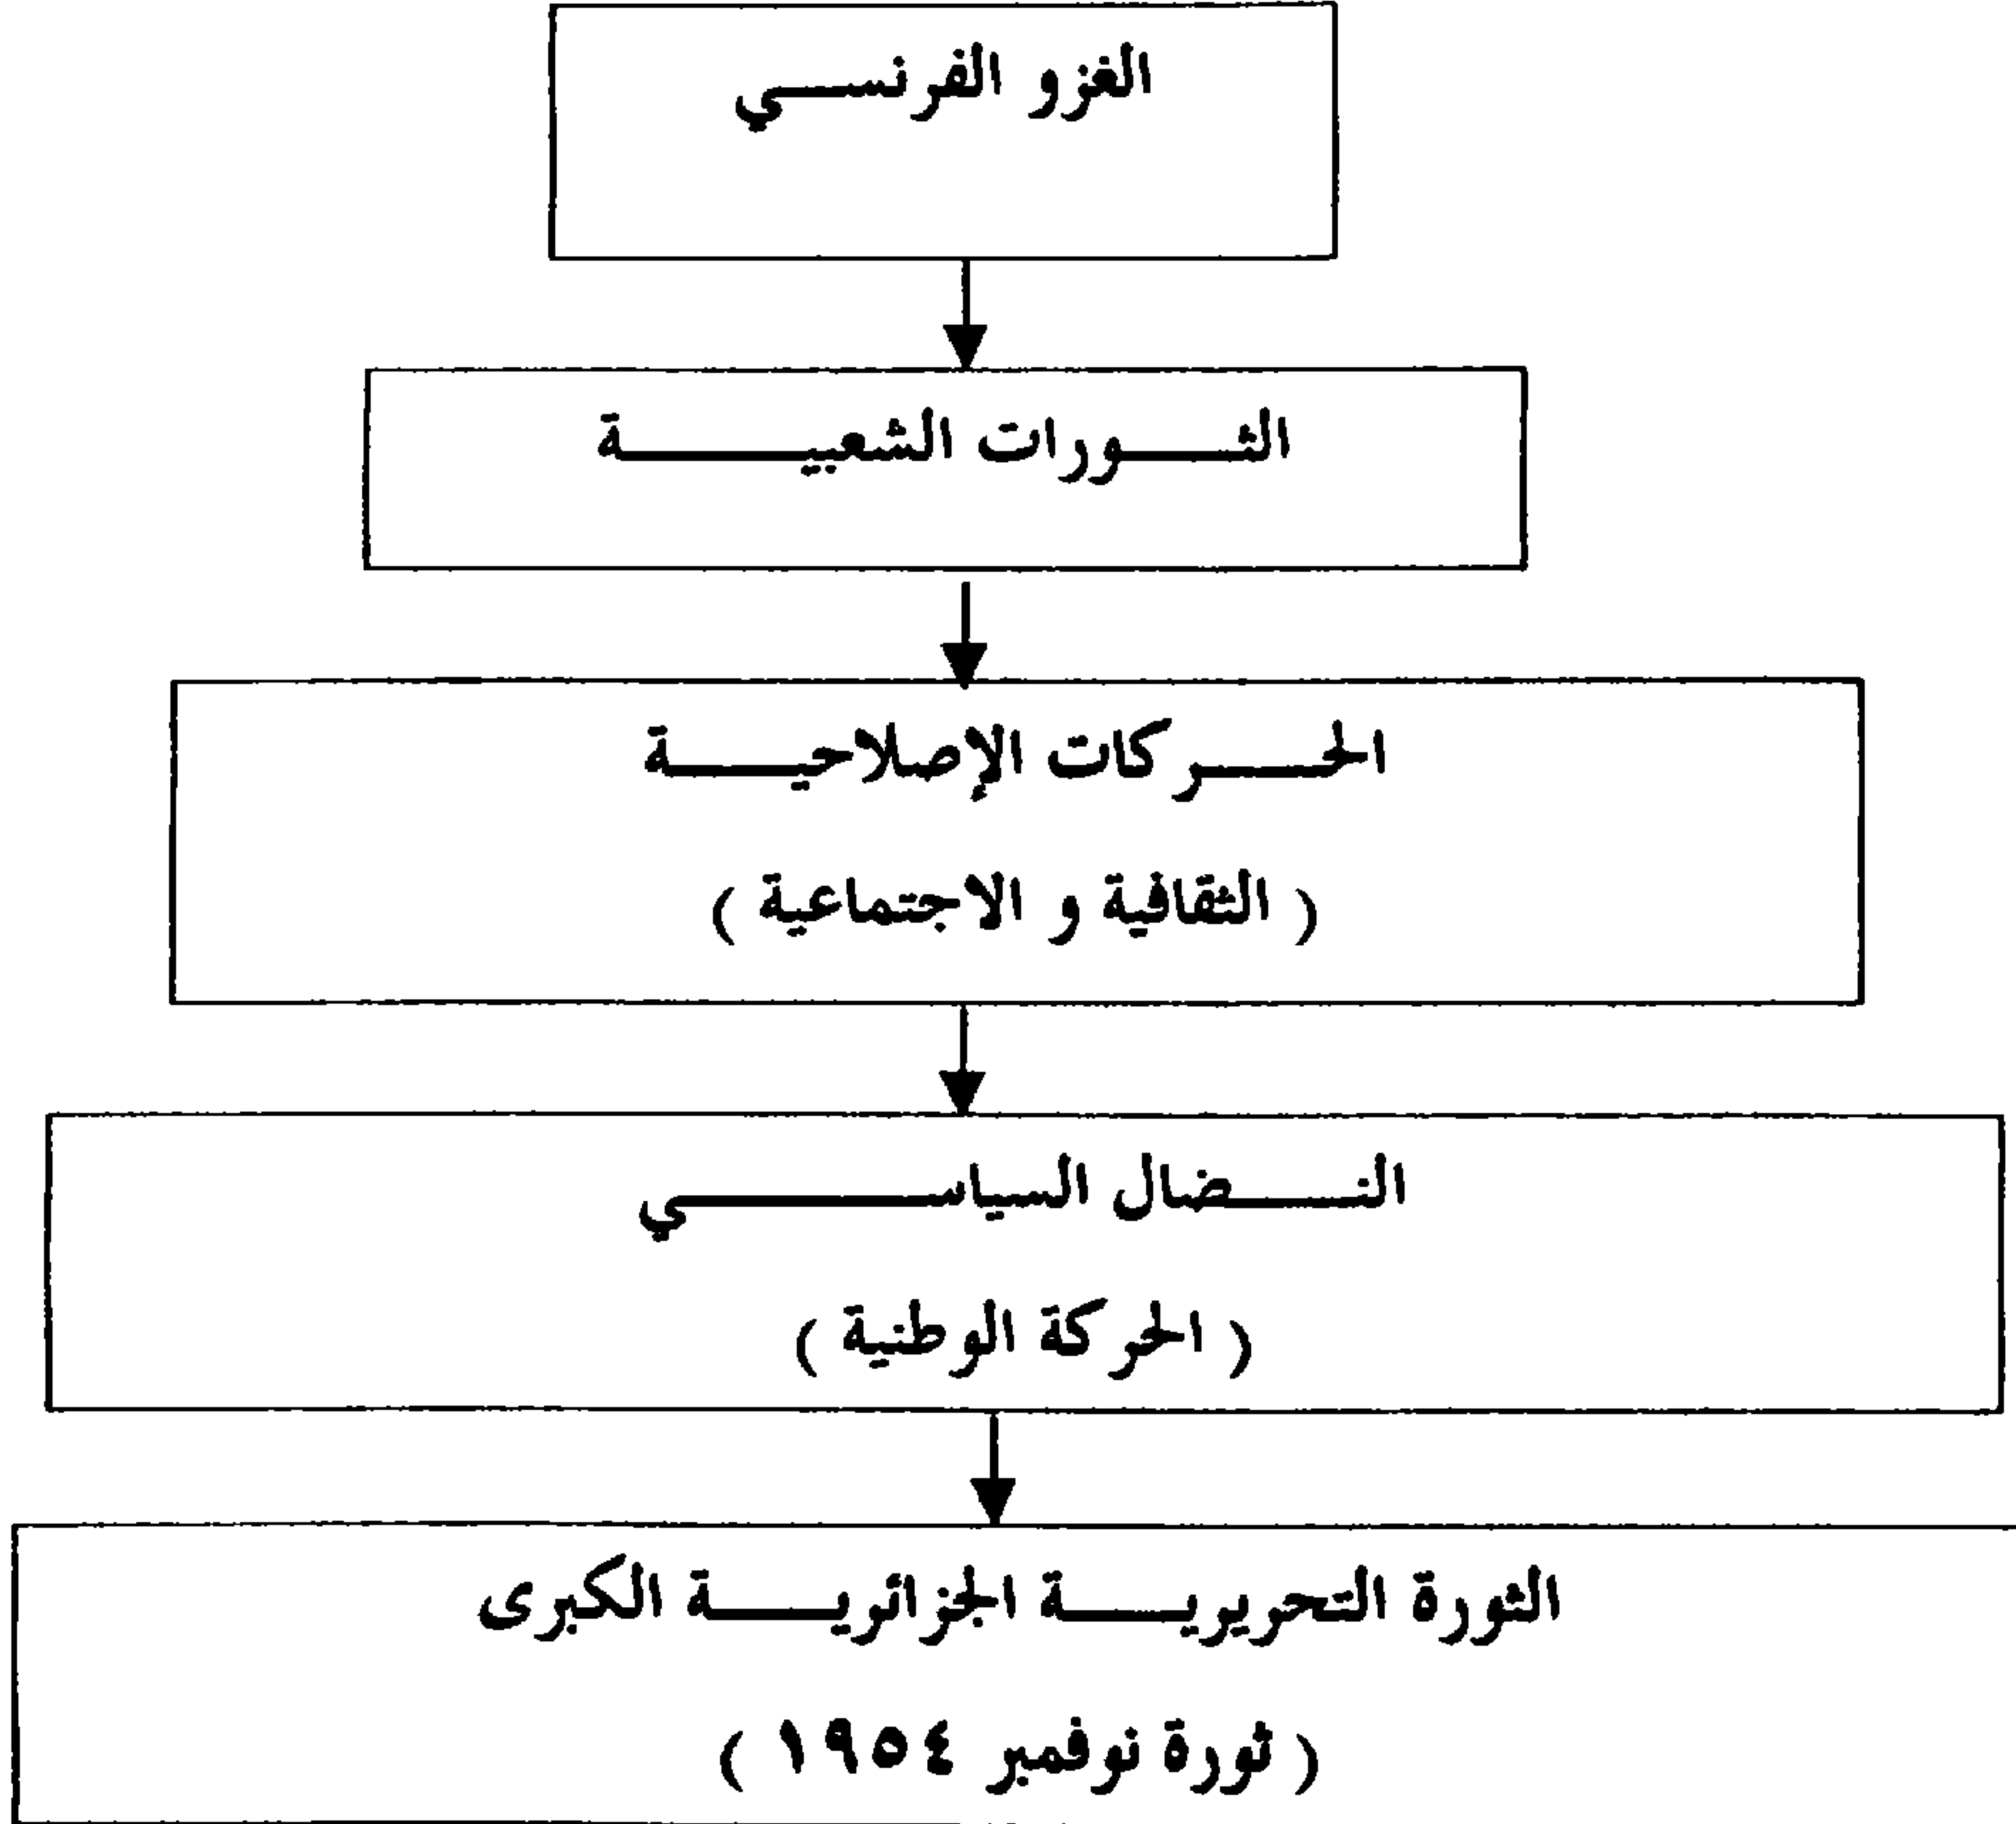 الغزو الفرنسي
الثورات الشعبية
الحركات الإصلاحية
( الثقافية و الاجتماعية )
النضال السياسي
( الحركة الوطنية )
الثورة التحريرية الجزائرية الكبرى
( ثورة نوفمبر ١٩٥٤ )